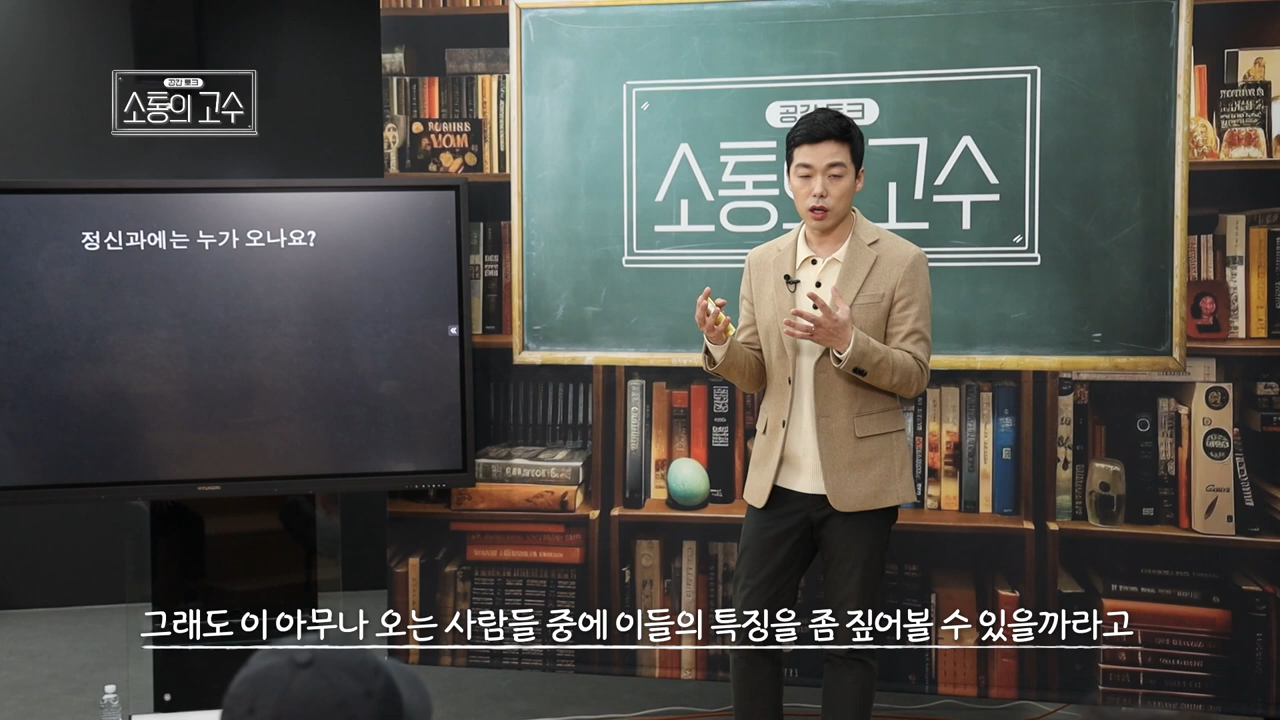 공감 토크
소통의 고수
공감 토크
소통의 고수
정신과에는 누가 오나요?
HYUNDAI
그래도 이 아무나 오는 사람들 중에 이들의 특징을 좀 짚어볼 수 있을까라고